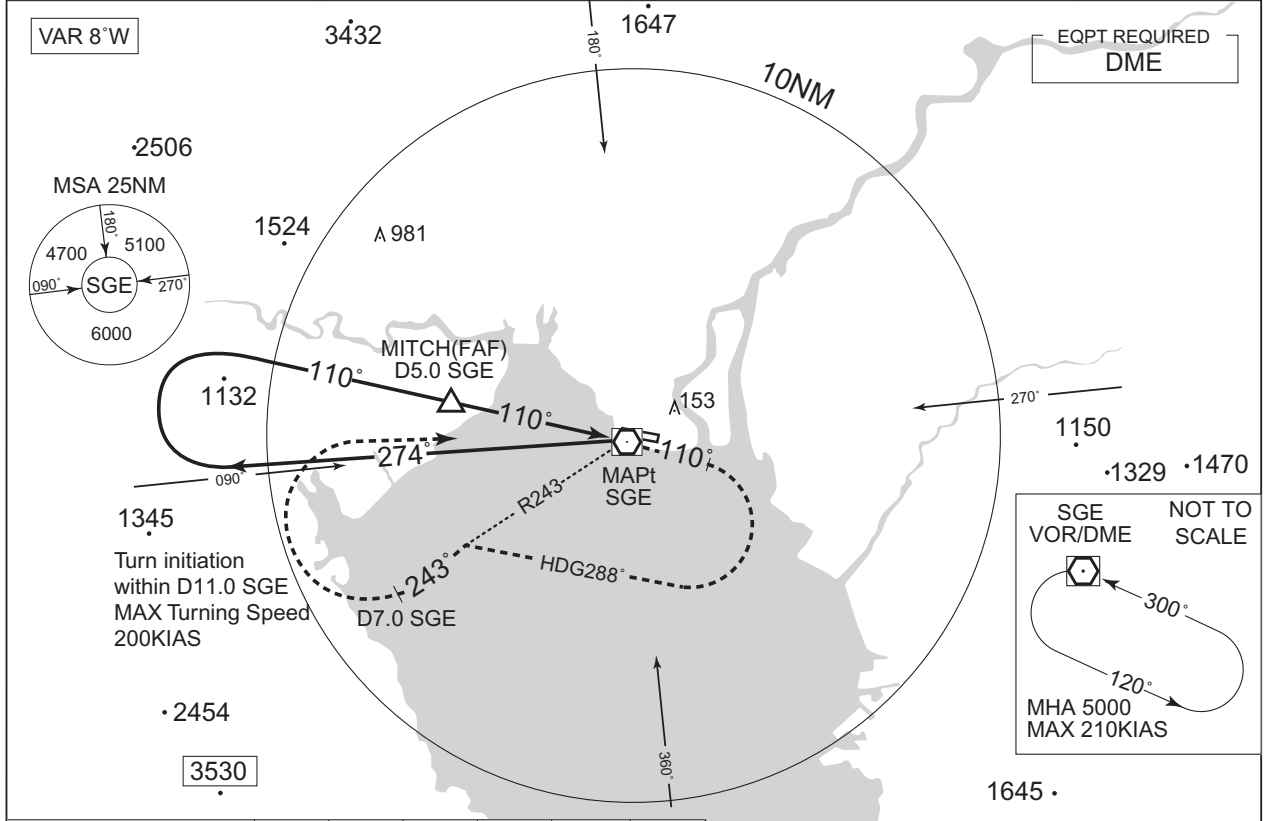 VAR 8°W
3432
1647
180°
EQPT REQUIRED
DME
10NM
2506
MSA 25NM
180°
4700
5100
090°
SGE
270°
6000
1524
981
MITCH(FAF)
D5.0 SGE
110°
1132
110°
153
270°
274°
110°
090°
MAPt
SGE
R243
1150
1329
1470
1345
Turn initiation
within D11.0 SGE
MAX Turning Speed
200KIAS
243°
HDG288°
D7.0 SGE
SGE
VOR/DME
NOT TO
SCALE
300°
120°
MHA 5000
MAX 210KIAS
2454
3530
360°
1645